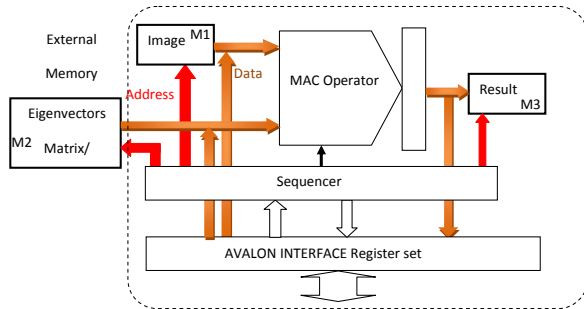 External
Memory
Image
M1
MAC Operator
Data
Address
Result
M3
Eigenvectors
M2
Matrix/
Sequencer
AVALON INTERFACE Register set